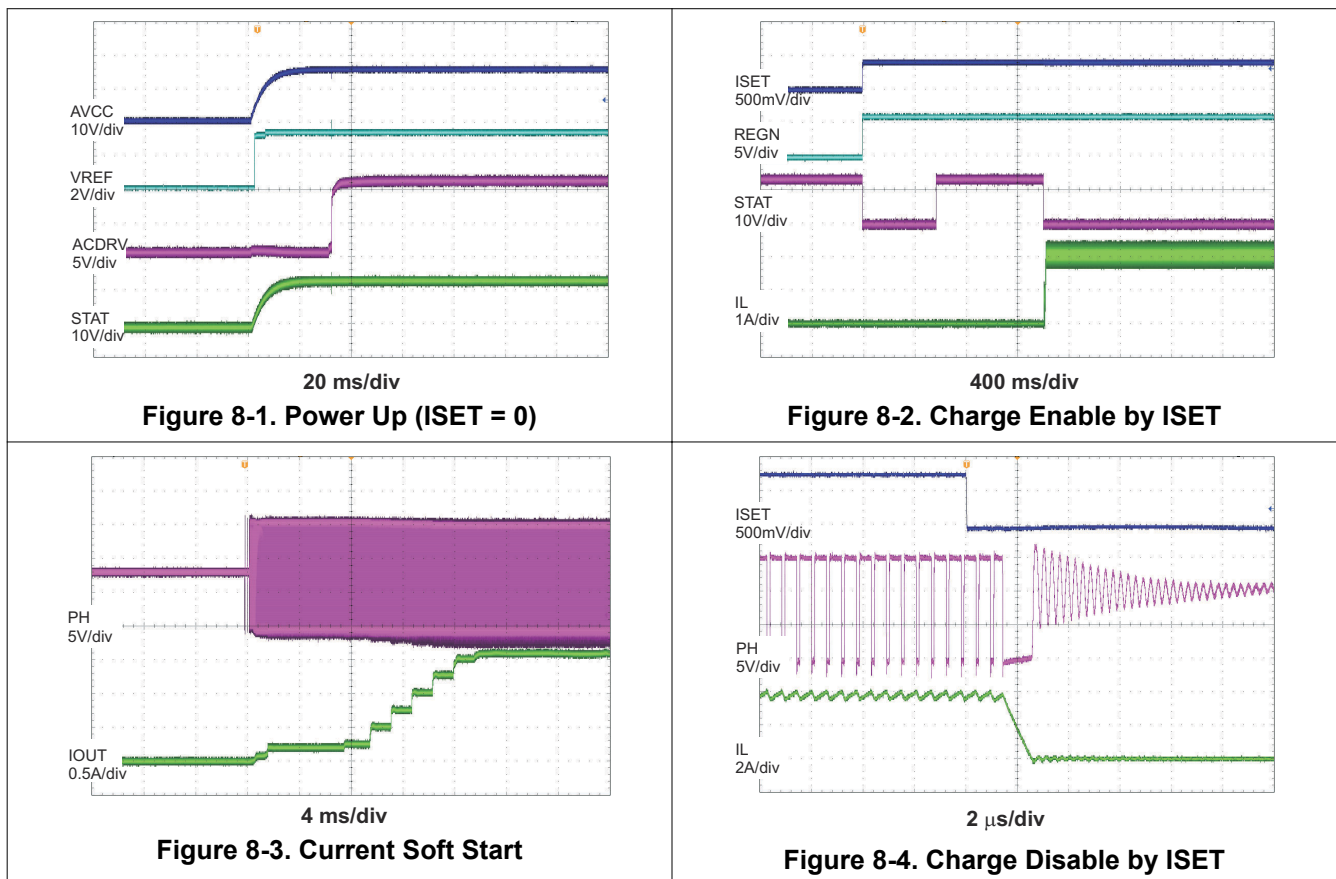 AVCC
10V/div
VREF
2V/div
ACDRV
5V/div
STAT
10V/div
20 ms/div
Figure 8-1. Power Up (ISET = 0)
ISET
500mV/div
REGN
5V/div
STAT
10V/div
IL
1A/div
400 ms/div
Figure 8-2. Charge Enable by ISET
PH
5V/div
IOUT
0.5A/div
4 ms/div
Figure 8-3. Current Soft Start
ISET
500mV/div
PH
5V/div
IL
2A/div
2 μs/div
Figure 8-4. Charge Disable by ISET